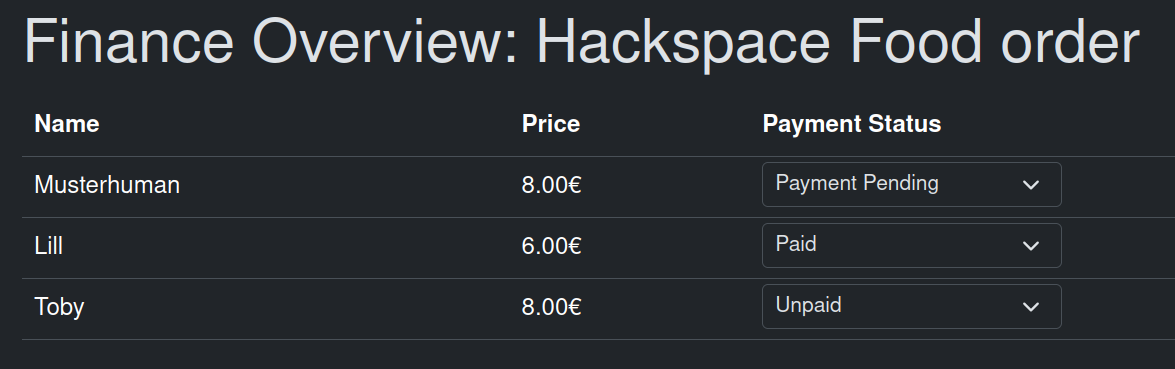 Finance Overview: Hackspace Food order
Name Price Payment Status
Musterhuman 8.00€ Payment Pending
Lill 6.00€ Paid
Toby 8.00€ Unpaid